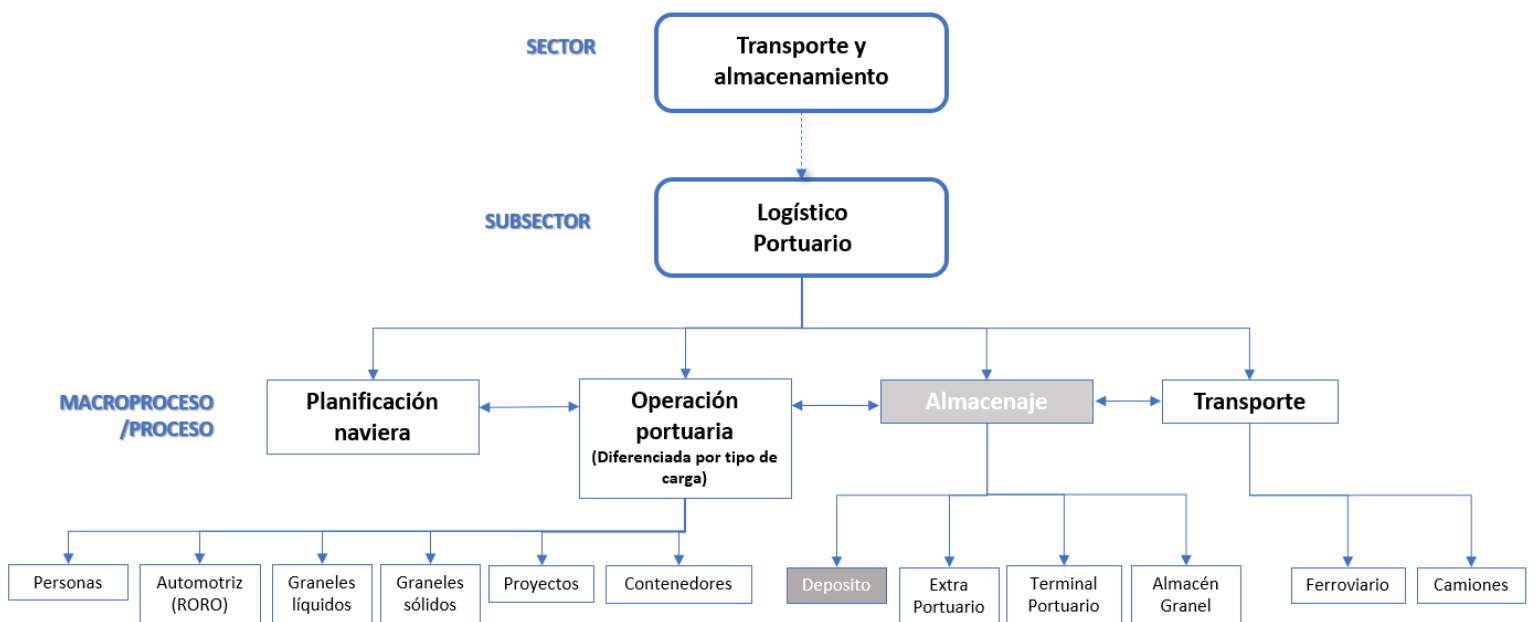 SECTOR
Transporte y
almacenamiento
SUBSECTOR
Logístico
Portuario
MACROPROCESO
/PROCESO
Planificación
naviera
Operación
portuaria
(Diferenciada por tipo de
carga)
Almacenaje
Transporte
Personas
Automotriz
(RORO)
Graneles
líquidos
Graneles
sólidos
Proyectos
Contenedores
Deposito
Extra
Portuario
Terminal
Portuario
Almacén
Granel
Ferroviario
Camiones